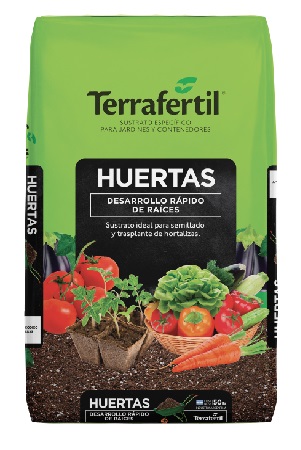 Terrafertil
SUSTRATO ESPECÍFICO
PARA JARDINES Y CONTENEDORES
HUERTAS
DESARROLLO RÁPIDO
DE RAÍCES
Sustrato ideal para semillado
y trasplante de hortalizas.
HUERTAS
HUERTAS
DESARROLLO RÁPIDO
DE RAÍCES
50
Terrafertil